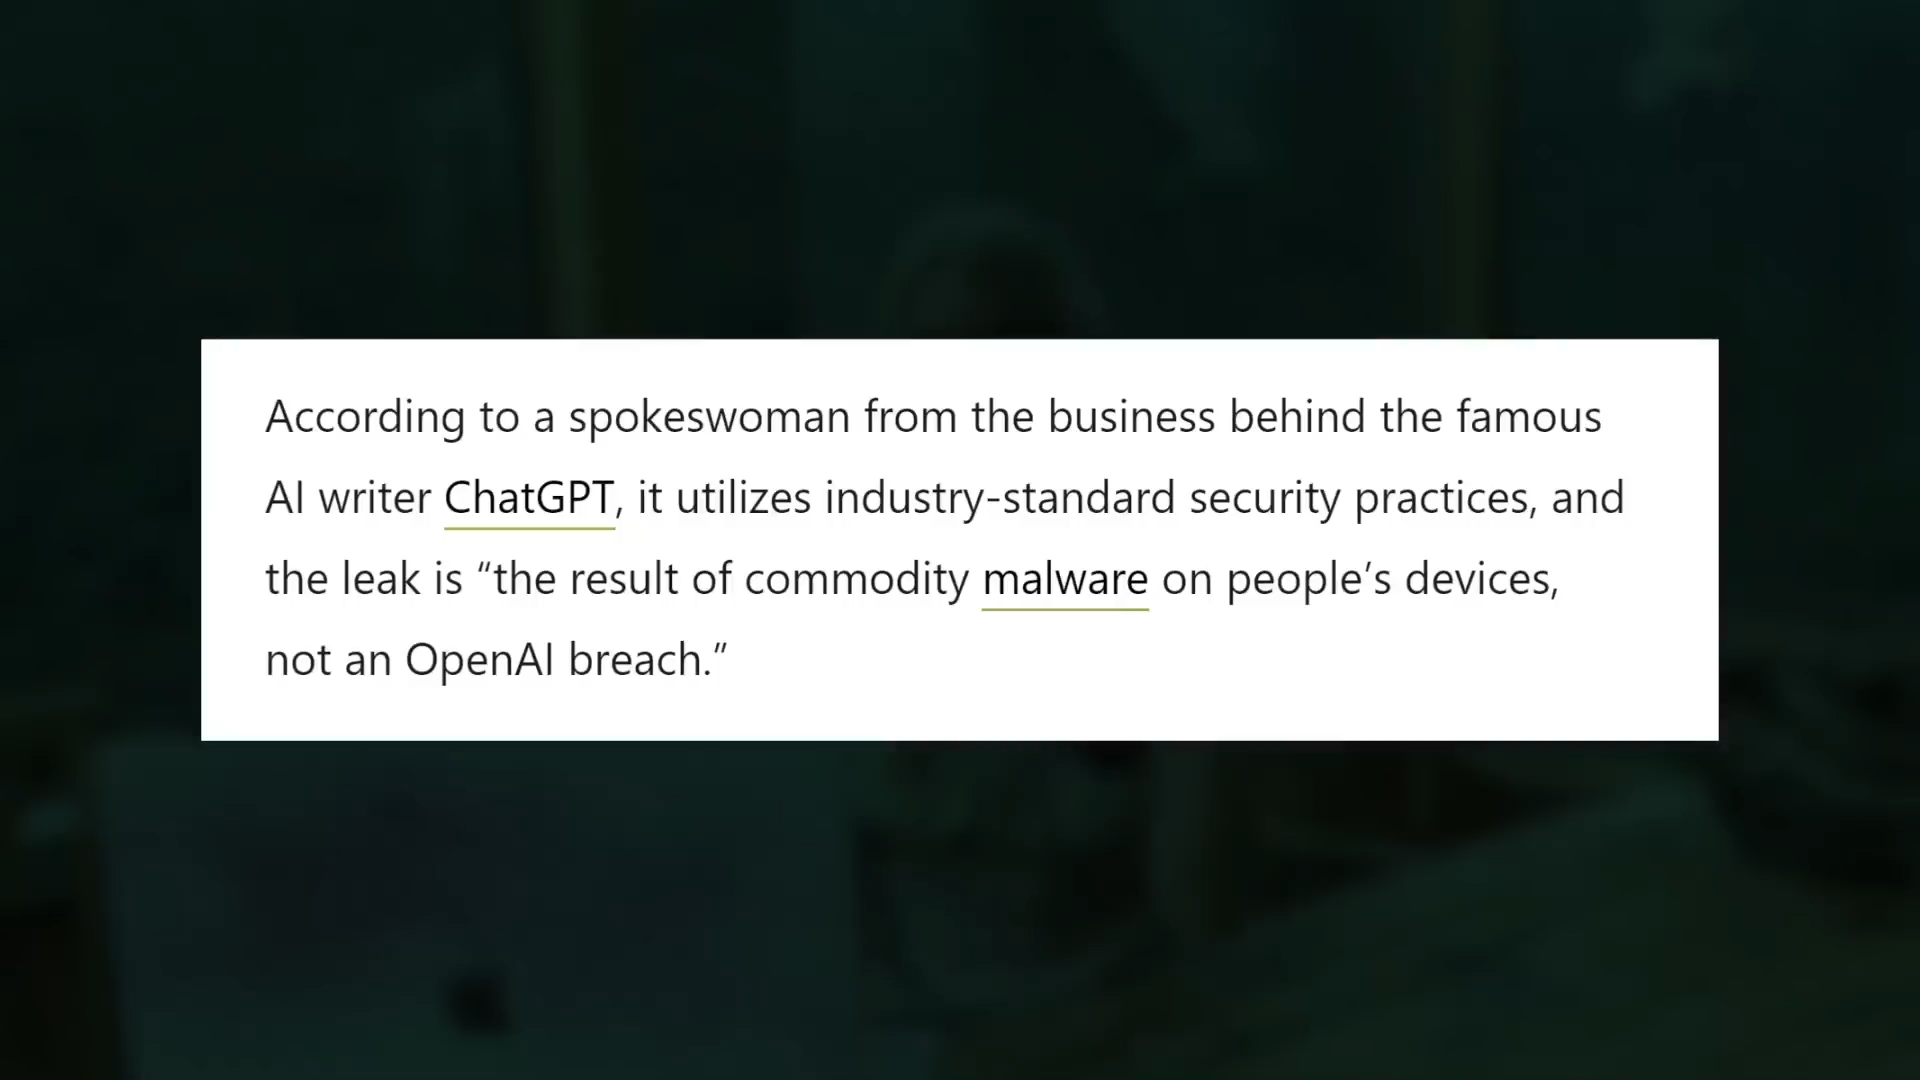 According to a spokeswoman from the business behind the famous
AI writer ChatGPT, it utilizes industry-standard security practices, and
the leak is “the result of commodity malware on people’s devices,
not an OpenAI breach.”